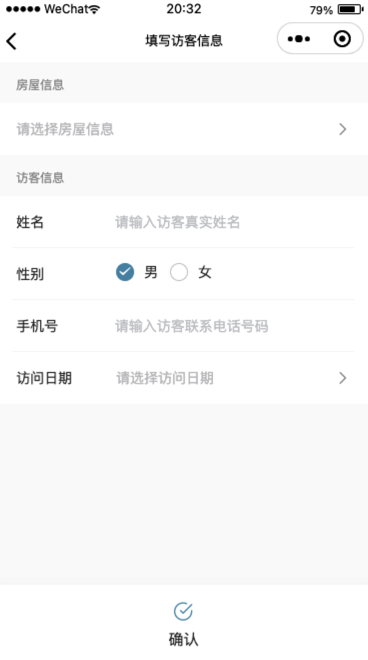 WeChat
20:32
79%
填写访客信息
房屋信息
请选择房屋信息
访客信息
姓名 请输入访客真实姓名
性别 男 女
手机号 请输入访客联系电话号码
访问日期 请选择访问日期
确认